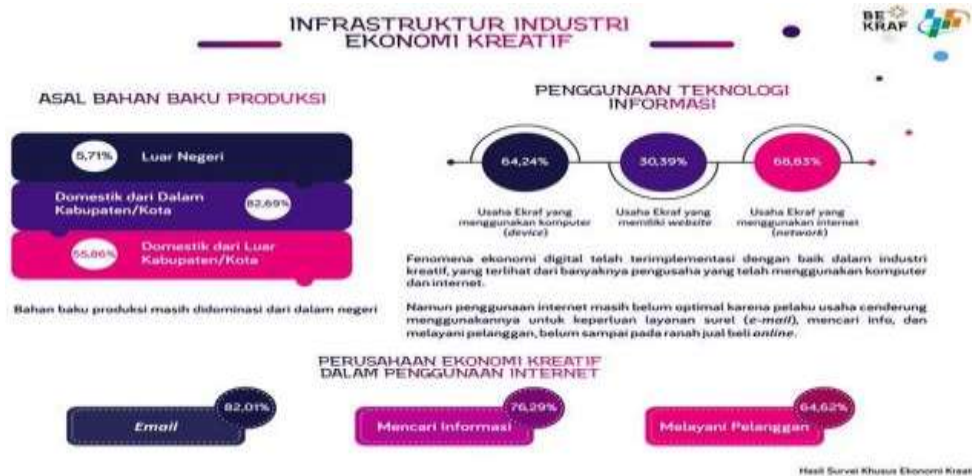 INFRASTRUKTUR INDUSTRI
EKONOMI KREATIF
BE
KRAF
ASAL BAHAN BAKU PRODUKSI
5,71%
Luar Negeri
Domestik dari Dalam
Kabupaten/Kota
82,69%
55,86%
Domestik dari Luar
Kabupaten/Kota
Bahan baku produksi masih didominasi dari dalam negeri
PENGGUNAAN TEKNOLOGI
INFORMASI
64,24%
30,39%
68,63%
Usaha Ekraf yang
menggunakan komputer
(device)
Usaha Ekraf yang
memiliki website
Usaha Ekraf yang
menggunakan internet
(network)
Fenomena ekonomi digital telah terimplementasi dengan baik dalam industri
kreatif, yang terlihat dari banyaknya pengusaha yang telah menggunakan komputer
dan internet.
Namun penggunaan internet masih belum optimal karena pelaku usaha cenderung
menggunakannya untuk keperluan layanan surel (e-mail), mencari info, dan
melayani pelanggan, belum sampai pada ranah jual beli online.
PERUSAHAAN EKONOMI KREATIF
DALAM PENGGUNAAN INTERNET
82,01%
Email
76,29%
Mencari Informasi
64,62%
Melayani Pelanggan
Hasil Survei Khusus Ekonomi Kreat